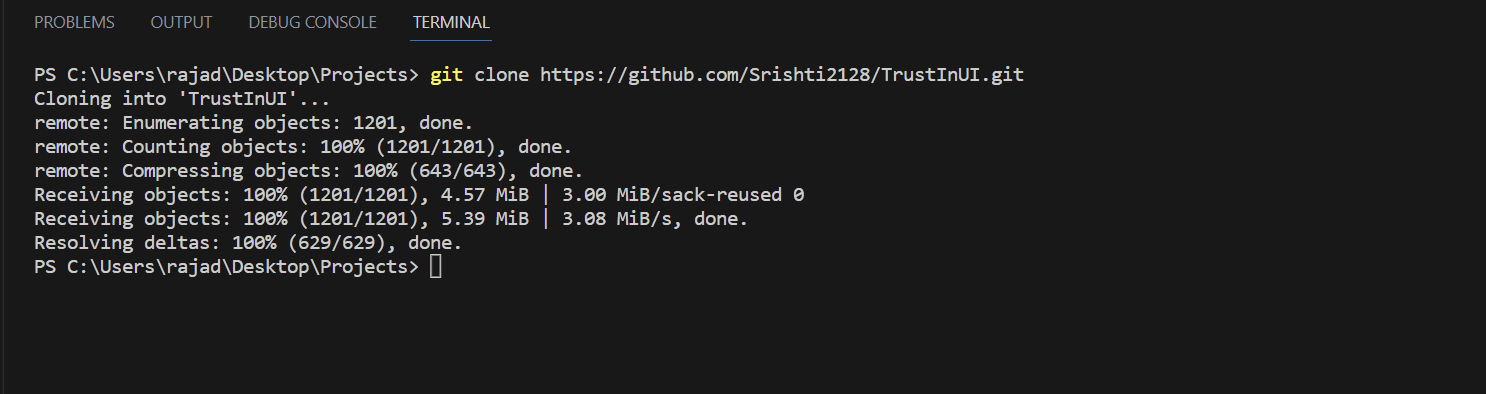 PROBLEMS OUTPUT DEBUG CONSOLE TERMINAL
PS C:\Users\rajad\Desktop\Projects> git clone https://github.com/Srishti2128/TrustInUI.git
Cloning into 'TrustInUI'...
remote: Enumerating objects: 1201, done.
remote: Counting objects: 100% (1201/1201), done.
remote: Compressing objects: 100% (643/643), done.
Receiving objects: 100% (1201/1201), 4.57 MiB | 3.00 MiB/sack-reused 0
Receiving objects: 100% (1201/1201), 5.39 MiB | 3.08 MiB/s, done.
Resolving deltas: 100% (629/629), done.
PS C:\Users\rajad\Desktop\Projects>